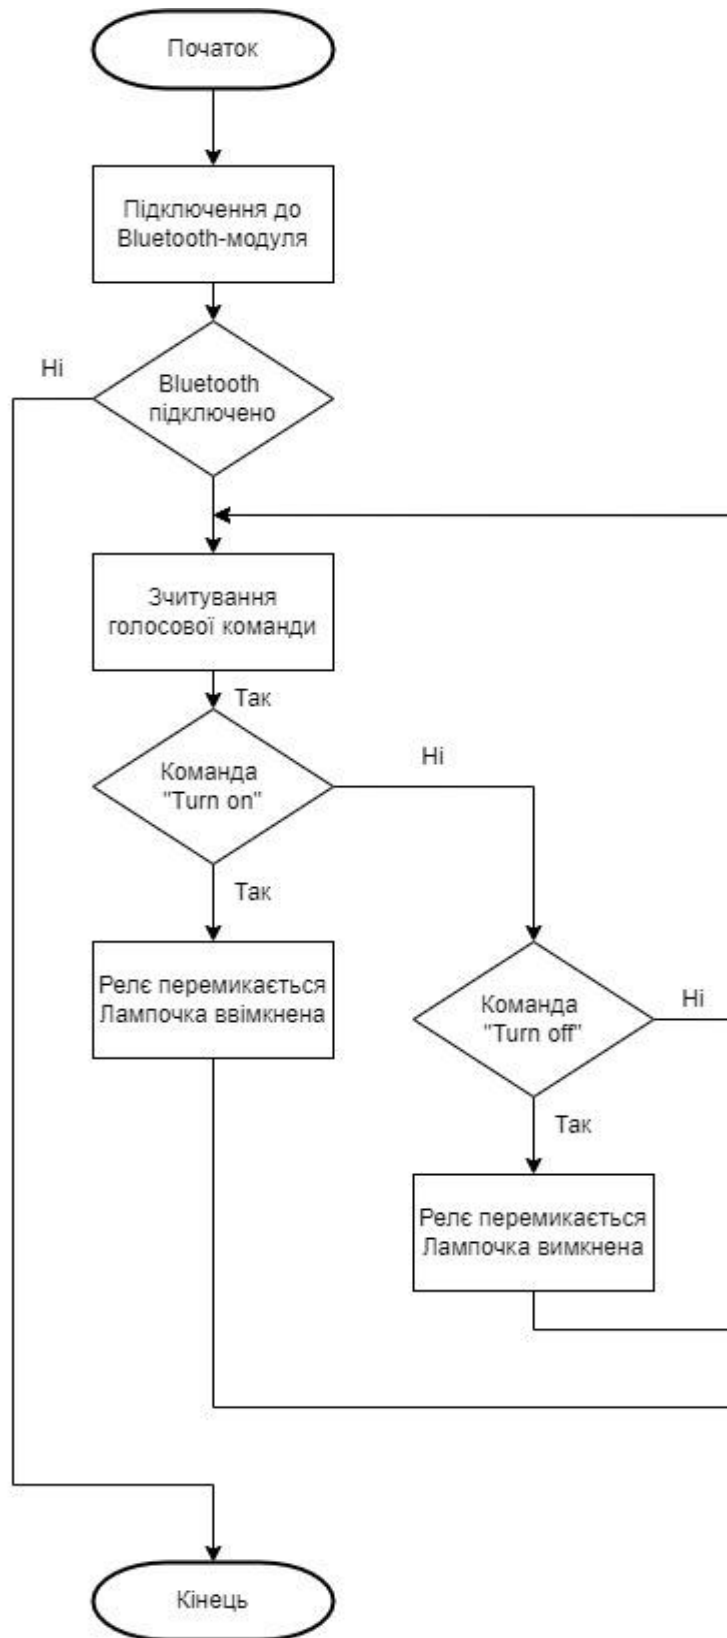 Початок
Підключення до
Bluetooth-модуля
Ні
Bluetooth
підключено
Зчитування
голосової команди
Так
Команда
"Turn on"
Ні
Так
Релє перемикається
Лампочка ввімкнена
Команда
"Turn off"
Ні
Так
Релє перемикається
Лампочка вимкнена
Кінець